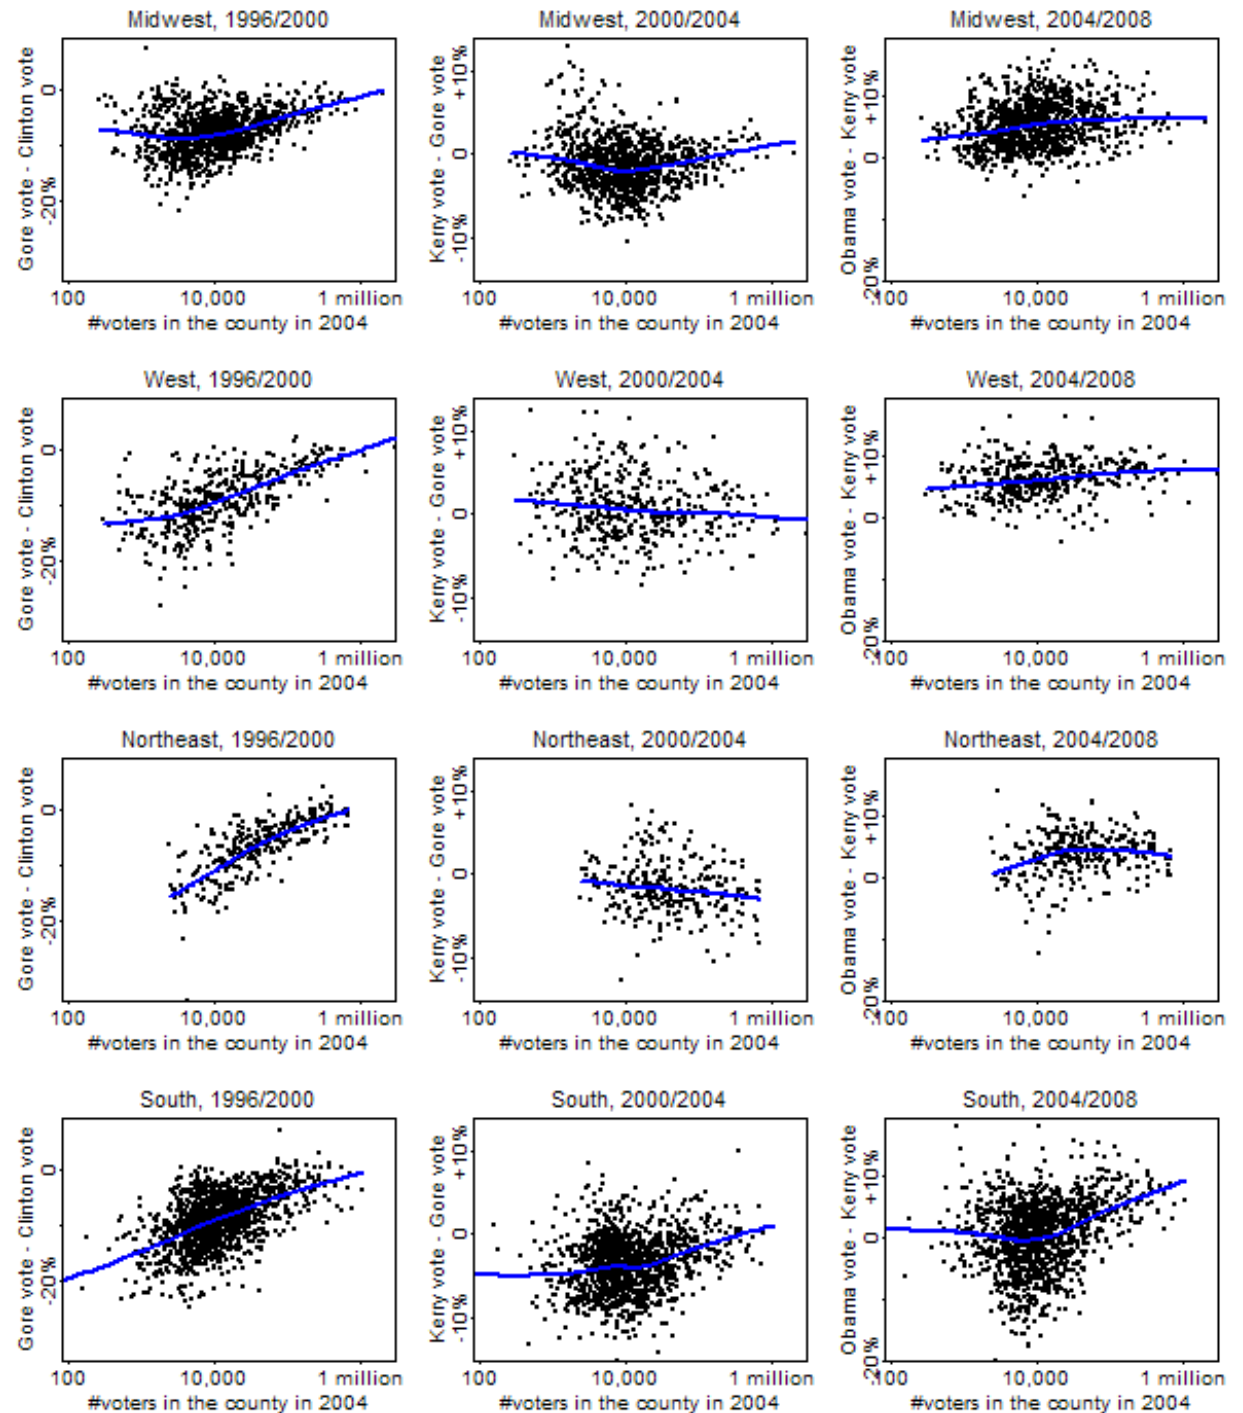 Midwest, 1996/2000
Gore vote - Clinton vote
0
-20%
100 10,000 1 million
#voters in the county in 2004
Midwest, 2000/2004
Kerry vote - Gore vote
+10%
0
-10%
100 10,000 1 million
#voters in the county in 2004
Midwest, 2004/2008
Obama vote - Kerry vote
+10%
0
-20%
100 10,000 1 million
#voters in the county in 2004
West, 1996/2000
Gore vote - Clinton vote
0
-20%
100 10,000 1 million
#voters in the county in 2004
West, 2000/2004
Kerry vote - Gore vote
+10%
0
-10%
100 10,000 1 million
#voters in the county in 2004
West, 2004/2008
Obama vote - Kerry vote
+10%
0
-20%
100 10,000 1 million
#voters in the county in 2004
Northeast, 1996/2000
Gore vote - Clinton vote
0
-20%
100 10,000 1 million
#voters in the county in 2004
Northeast, 2000/2004
Kerry vote - Gore vote
+10%
0
-10%
100 10,000 1 million
#voters in the county in 2004
Northeast, 2004/2008
Obama vote - Kerry vote
+10%
0
-20%
100 10,000 1 million
#voters in the county in 2004
South, 1996/2000
Gore vote - Clinton vote
0
-20%
100 10,000 1 million
#voters in the county in 2004
South, 2000/2004
Kerry vote - Gore vote
+10%
0
-10%
100 10,000 1 million
#voters in the county in 2004
South, 2004/2008
Obama vote - Kerry vote
+10%
0
-20%
100 10,000 1 million
#voters in the county in 2004